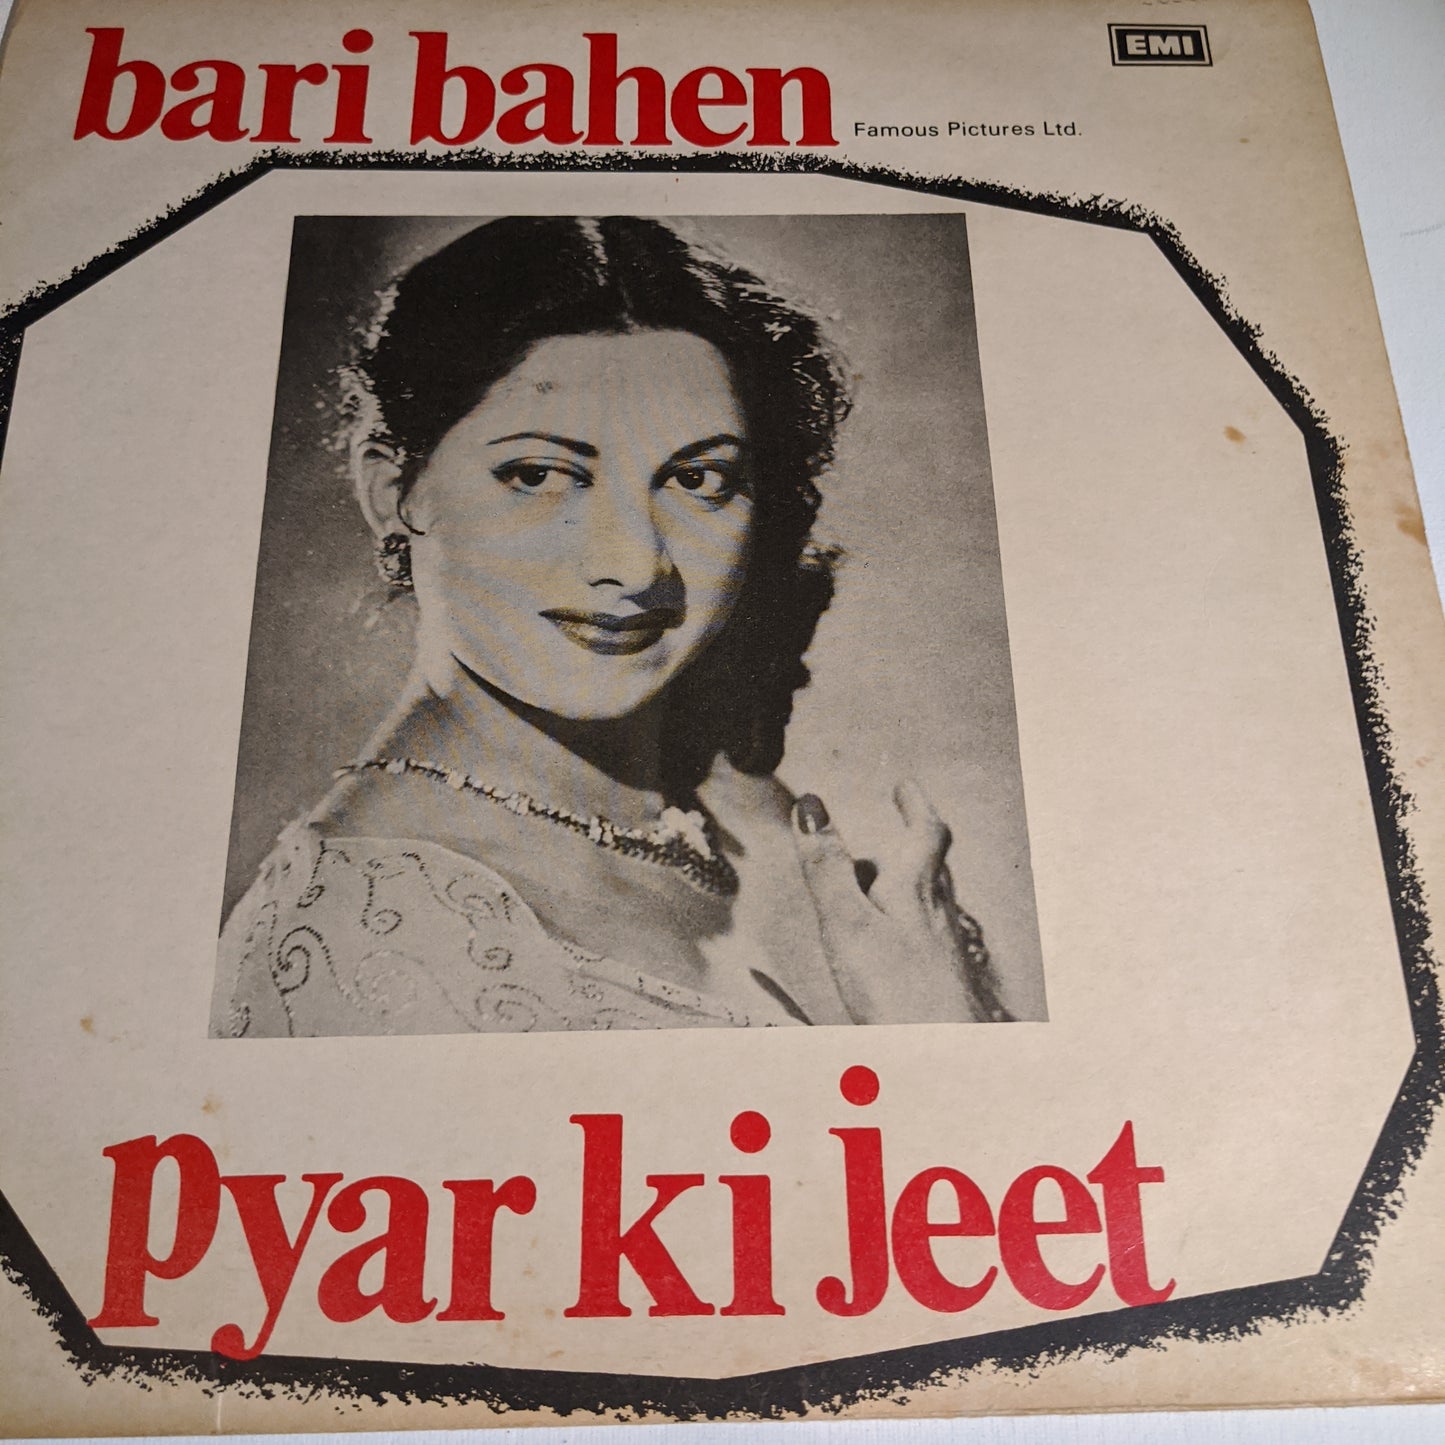 bari bahen
Famous Pictures Ltd.
EMI
pyar ki jeet